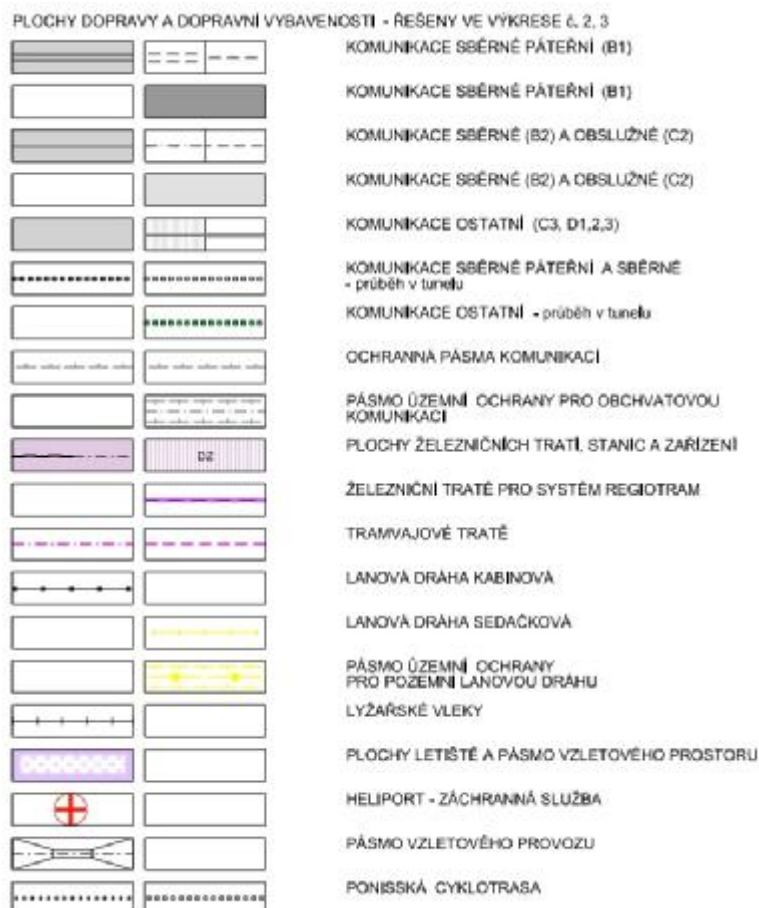 PLOCHY DOPRAVY A DOPRAVNÍ VYBAVENOSTI - ŘEŠENY VE VÝKRESE č. 2, 3
KOMUNIKACE SBĚRNÉ PÁTEŘNÍ (B1)
KOMUNIKACE SBĚRNÉ PÁTEŘNÍ (B1)
KOMUNIKACE SBĚRNÉ (B2) A OBSLUŽNÉ (C2)
KOMUNIKACE SBĚRNÉ (B2) A OBSLUŽNÉ (C2)
KOMUNIKACE OSTATNÍ (C3, D1,2,3)
KOMUNIKACE SBĚRNÉ PÁTEŘNÍ A SBĚRNÉ
- průběh v tunelu
KOMUNIKACE OSTATNÍ - průběh v tunelu
OCHRANNÁ PÁSMA KOMUNIKACÍ
PÁSMO ÚZEMNÍ OCHRANY PRO OBCHVATOVOU
KOMUNIKACI
DZ
PLOCHY ŽELEZNIČNÍCH TRATÍ, STANIC A ZAŘÍZENÍ
ŽELEZNIČNÍ TRATĚ PRO SYSTÉM REGIOTRAM
TRAMVAJOVÉ TRATĚ
LANOVÁ DRÁHA KABINOVÁ
LANOVÁ DRÁHA SEDAČKOVÁ
PÁSMO ÚZEMNÍ OCHRANY
PRO POZEMNÍ LANOVOU DRÁHU
LYŽAŘSKÉ VLEKY
PLOCHY LETIŠTĚ A PÁSMO VZLETOVÉHO PROSTORU
HELIPORT - ZÁCHRANNÁ SLUŽBA
PÁSMO VZLETOVÉHO PROVOZU
PONISSKÁ CYKLOTRASA